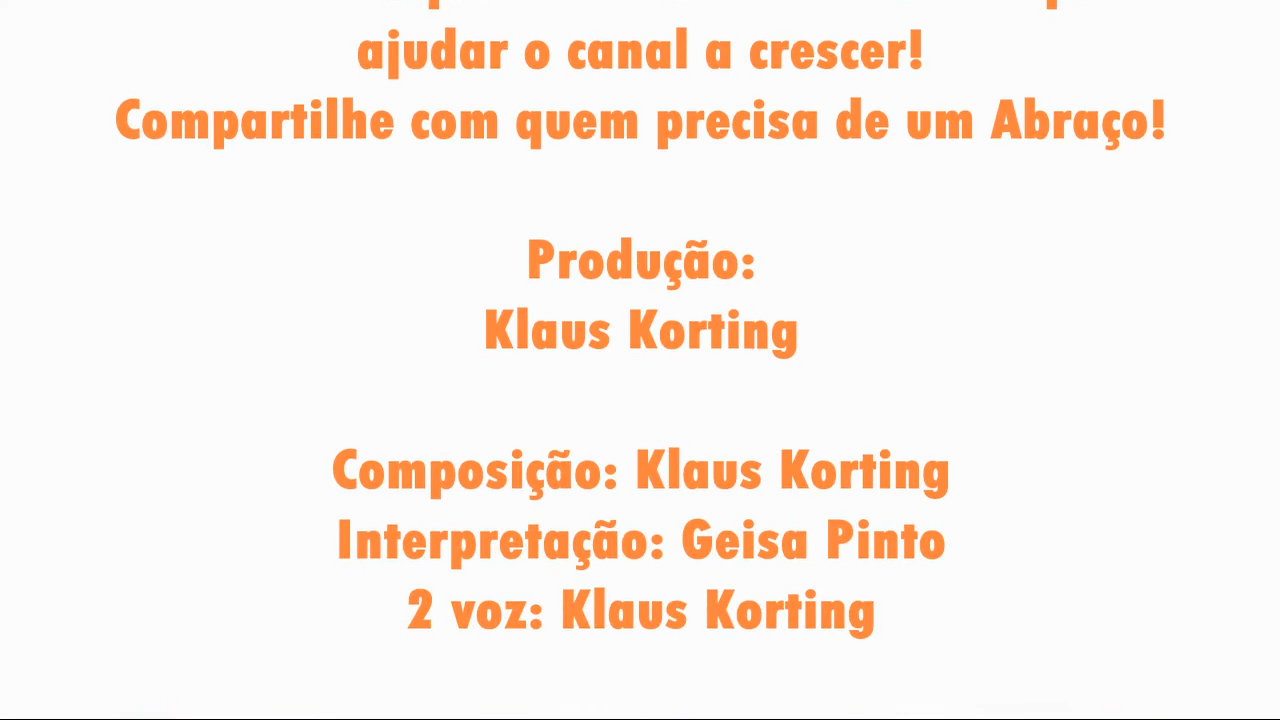 ajudar o canal a crescer!
Compartilhe com quem precisa de um Abraço!
Produção:
Klaus Korting
Composição: Klaus Korting
Interpretação: Geisa Pinto
2 voz: Klaus Korting